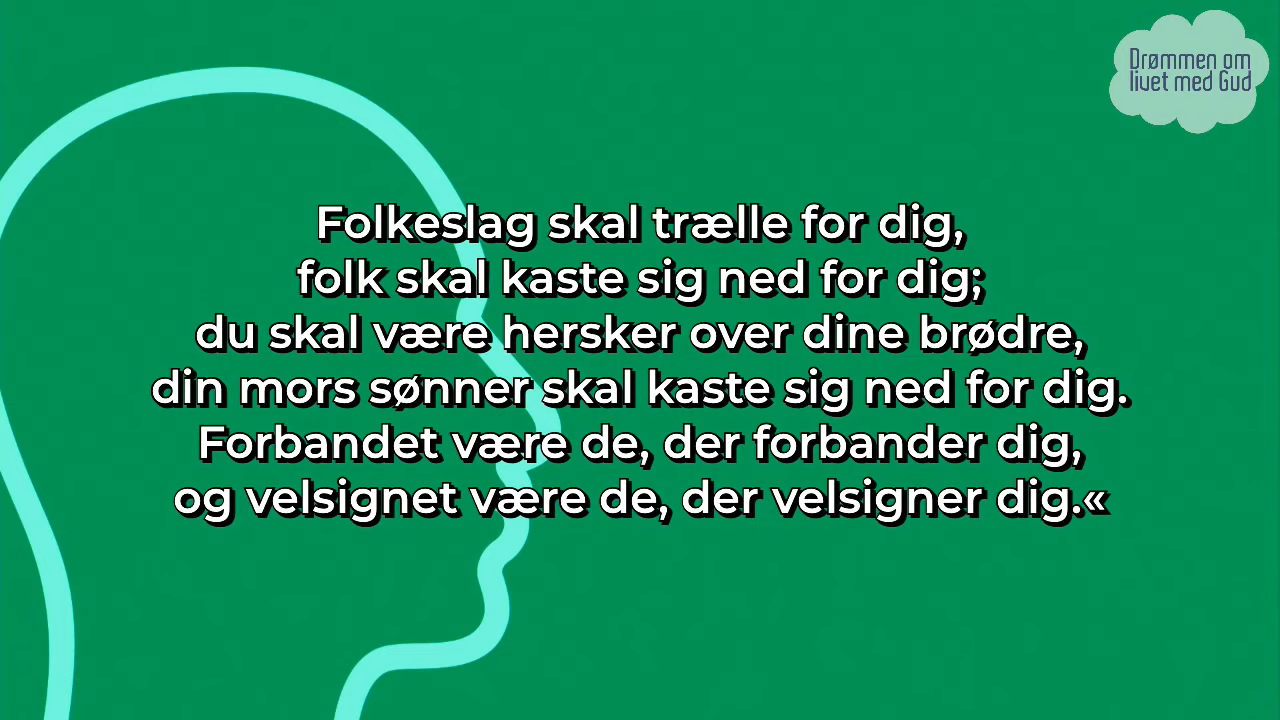 Drømmen om
livet med Gud
Folkeslag skal trælle for dig,
folk skal kaste sig ned for dig;
du skal være hersker over dine brødre,
din mors sønner skal kaste sig ned for dig.
Forbandet være de, der forbander dig,
og velsignet være de, der velsigner dig.«